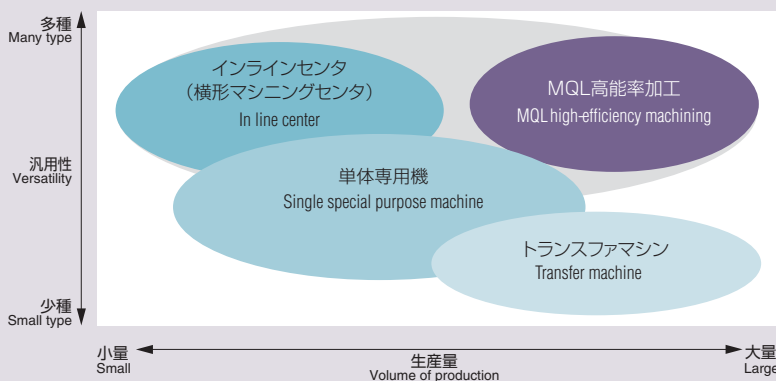 多種
Many type
インラインセンタ
（横形マシニングセンタ）
In line center
MQL高能率加工
MQL high-efficiency machining
汎用性
Versatility
単体専用機
Single special purpose machine
トランスファマシン
Transfer machine
少種
Small type
小量
Small
生産量
Volume of production
大量
Large